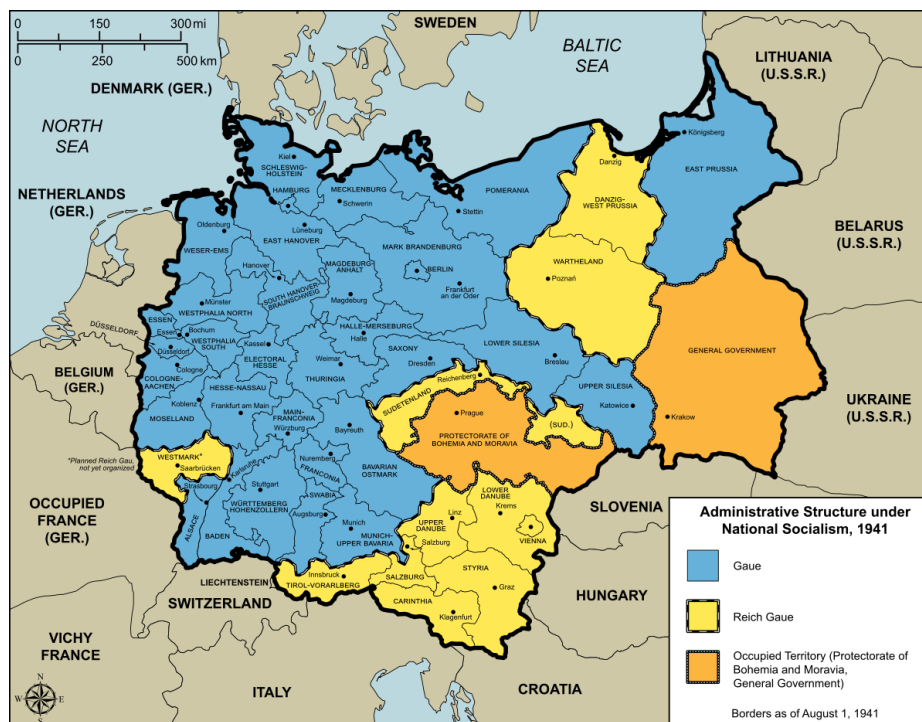 0 150 300 mi
0 250 500 km
SWEDEN
BALTIC
SEA
LITHUANIA
(U.S.S.R.)
DENMARK (GER.)
NORTH
SEA
NETHERLANDS
(GER.)
BELARUS
(U.S.S.R.)
BELGIUM
(GER.)
UKRAINE
(U.S.S.R.)
OCCUPIED
FRANCE
(GER.)
SLOVENIA
LIECHTENSTEIN
SWITZERLAND
HUNGARY
VICHY
FRANCE
ITALY
CROATIA
Kiel
SCHLESWIG-
HOLSTEIN
HAMBURG
MECKLENBURG
Schwerin
POMERANIA
Stettin
Danzig
DANZIG-
WEST PRUSSIA
Königsberg
EAST PRUSSIA
Oldenburg
WESER-EMS
Lüneburg
EAST HANOVER
MARK BRANDENBURG
WARTHELAND
Poznań
Hanover
MAGDEBURG-
ANHALT
BERLIN
SOUTH HANOVER-
BRAUNSCHWEIG
Magdeburg
Frankfurt
an der Oder
Münster
WESTPHALIA NORTH
ESSEN
Essen
Bochum
WESTPHALIA
SOUTH
DÜSSELDORF
Düsseldorf
Cologne
COLOGNE-
AACHEN
Kassel
ELECTORAL
HESSE
HALLE-MERSEBURG
Halle
Weimar
THURINGIA
SAXONY
Dresden
LOWER SILESIA
Breslau
UPPER SILESIA
Katowice
GENERAL GOVERNMENT
Krakow
HESSE-NASSAU
Koblenz
MOSELLAND
Frankfurt am Main
MAIN-
FRANCONIA
Würzburg
Bayreuth
Reichenberg
SUDETENLAND
Prague
(SUD.)
PROTECTORATE OF
BOHEMIA AND MORAVIA
WESTMARK*
Saarbrücken
*Planned Reich Gau,
not yet organized
Nuremberg
FRANCONIA
BAVARIAN
OSTMARK
Karlsruhe
Strasbourg
Stuttgart
WÜRTTEMBERG
HOHENZOLLERN
SWABIA
Augsburg
ALSACE
BADEN
Munich
MUNICH-
UPPER BAVARIA
LOWER
DANUBE
Krems
Linz
UPPER
DANUBE
VIENNA
Salzburg
SALZBURG
STYRIA
Graz
Innsbruck
TIROL-VORARLBERG
CARINTHIA
Klagenfurt
N
W
E
S
Administrative Structure under
National Socialism, 1941
Gaue
Reich Gaue
Occupied Territory (Protectorate of
Bohemia and Moravia,
General Government)
Borders as of August 1, 1941